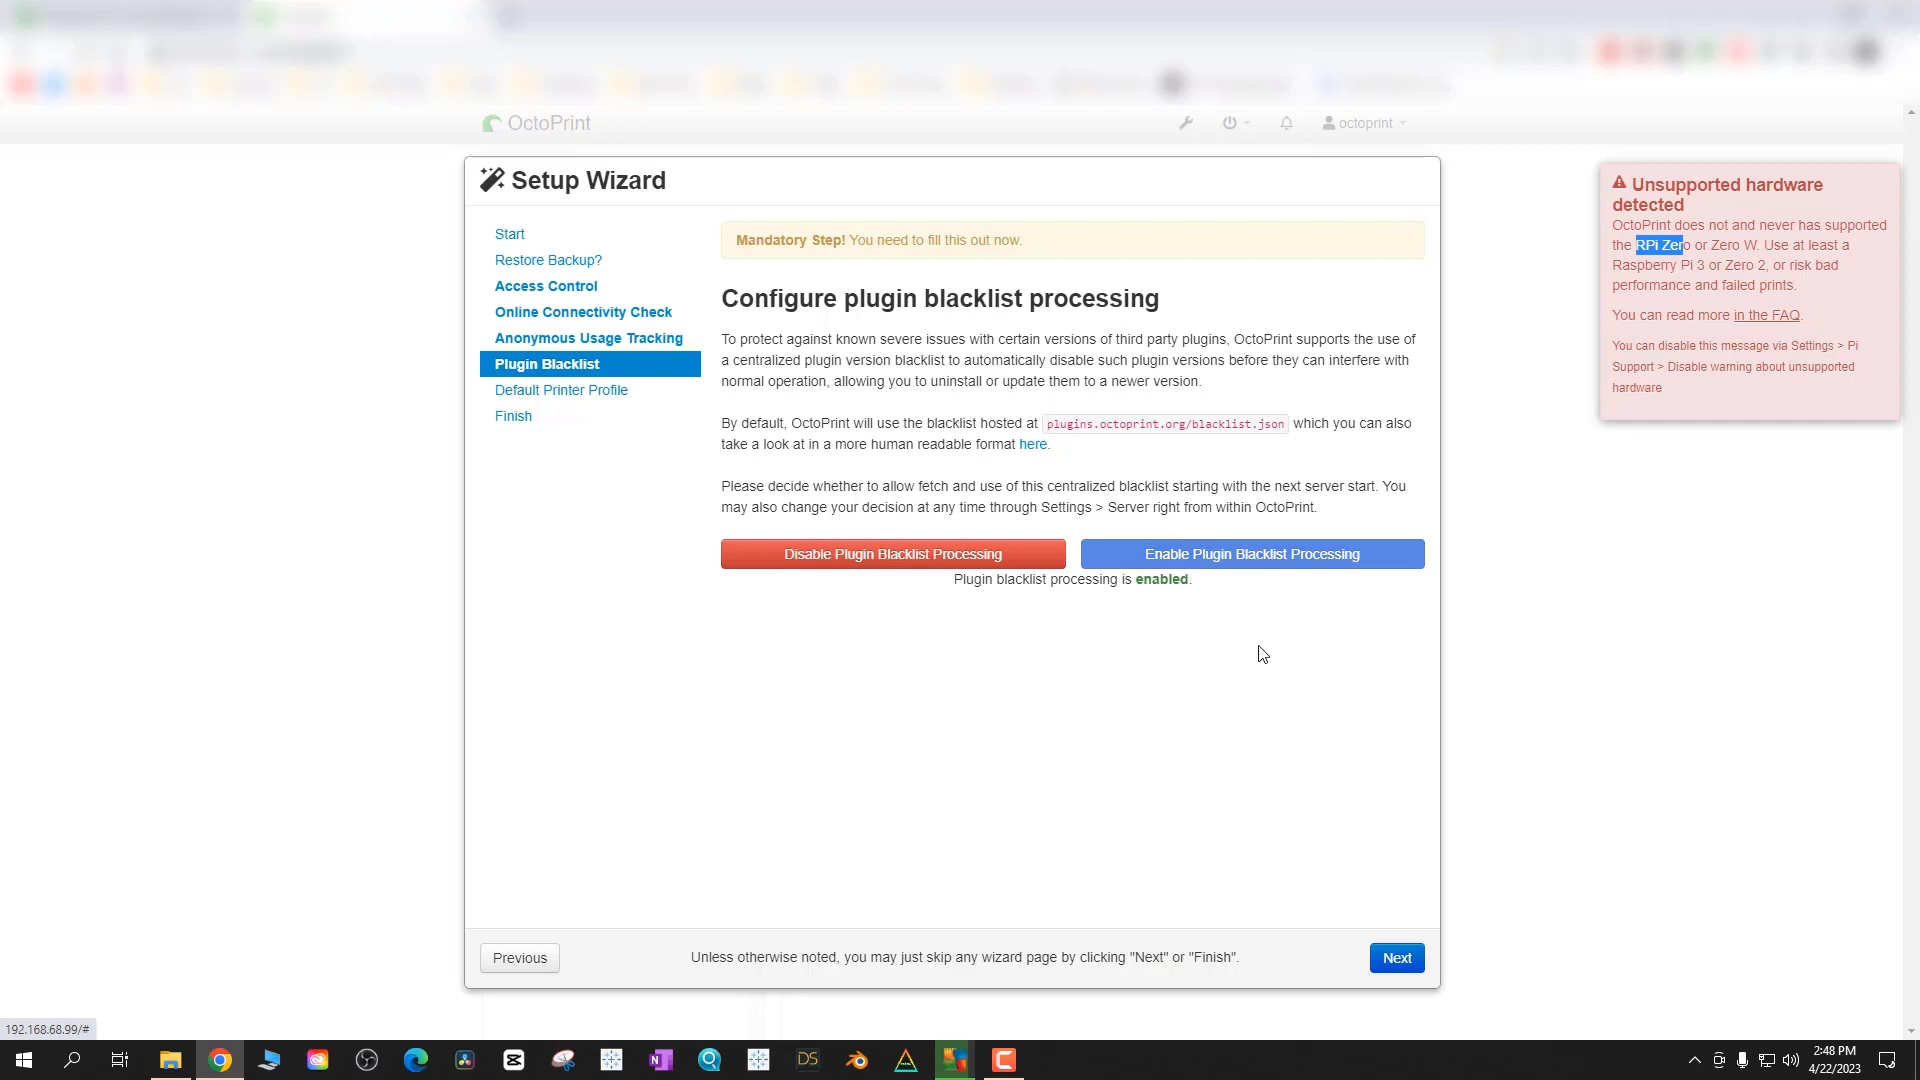 OctoPrint
octoprint
Setup Wizard
Start
Restore Backup?
Access Control
Online Connectivity Check
Anonymous Usage Tracking
Plugin Blacklist
Default Printer Profile
Finish
Mandatory Step! You need to fill this out now.
Configure plugin blacklist processing
To protect against known severe issues with certain versions of third party plugins, OctoPrint supports the use of
a centralized plugin version blacklist to automatically disable such plugin versions before they can interfere with
normal operation, allowing you to uninstall or update them to a newer version.
By default, OctoPrint will use the blacklist hosted at plugins.octoprint.org/blacklist.json which you can also
take a look at in a more human readable format here.
Please decide whether to allow fetch and use of this centralized blacklist starting with the next server start. You
may also change your decision at any time through Settings > Server right from within OctoPrint.
Disable Plugin Blacklist Processing
Enable Plugin Blacklist Processing
Plugin blacklist processing is enabled.
Previous
Unless otherwise noted, you may just skip any wizard page by clicking "Next" or "Finish".
Next
Unsupported hardware
detected
OctoPrint does not and never has supported
the RPi Zero or Zero W. Use at least a
Raspberry Pi 3 or Zero 2, or risk bad
performance and failed prints.
You can read more in the FAQ.
You can disable this message via Settings > Pi
Support > Disable warning about unsupported
hardware
192.168.68.99/#
N
DS
2:48 PM
4/22/2023